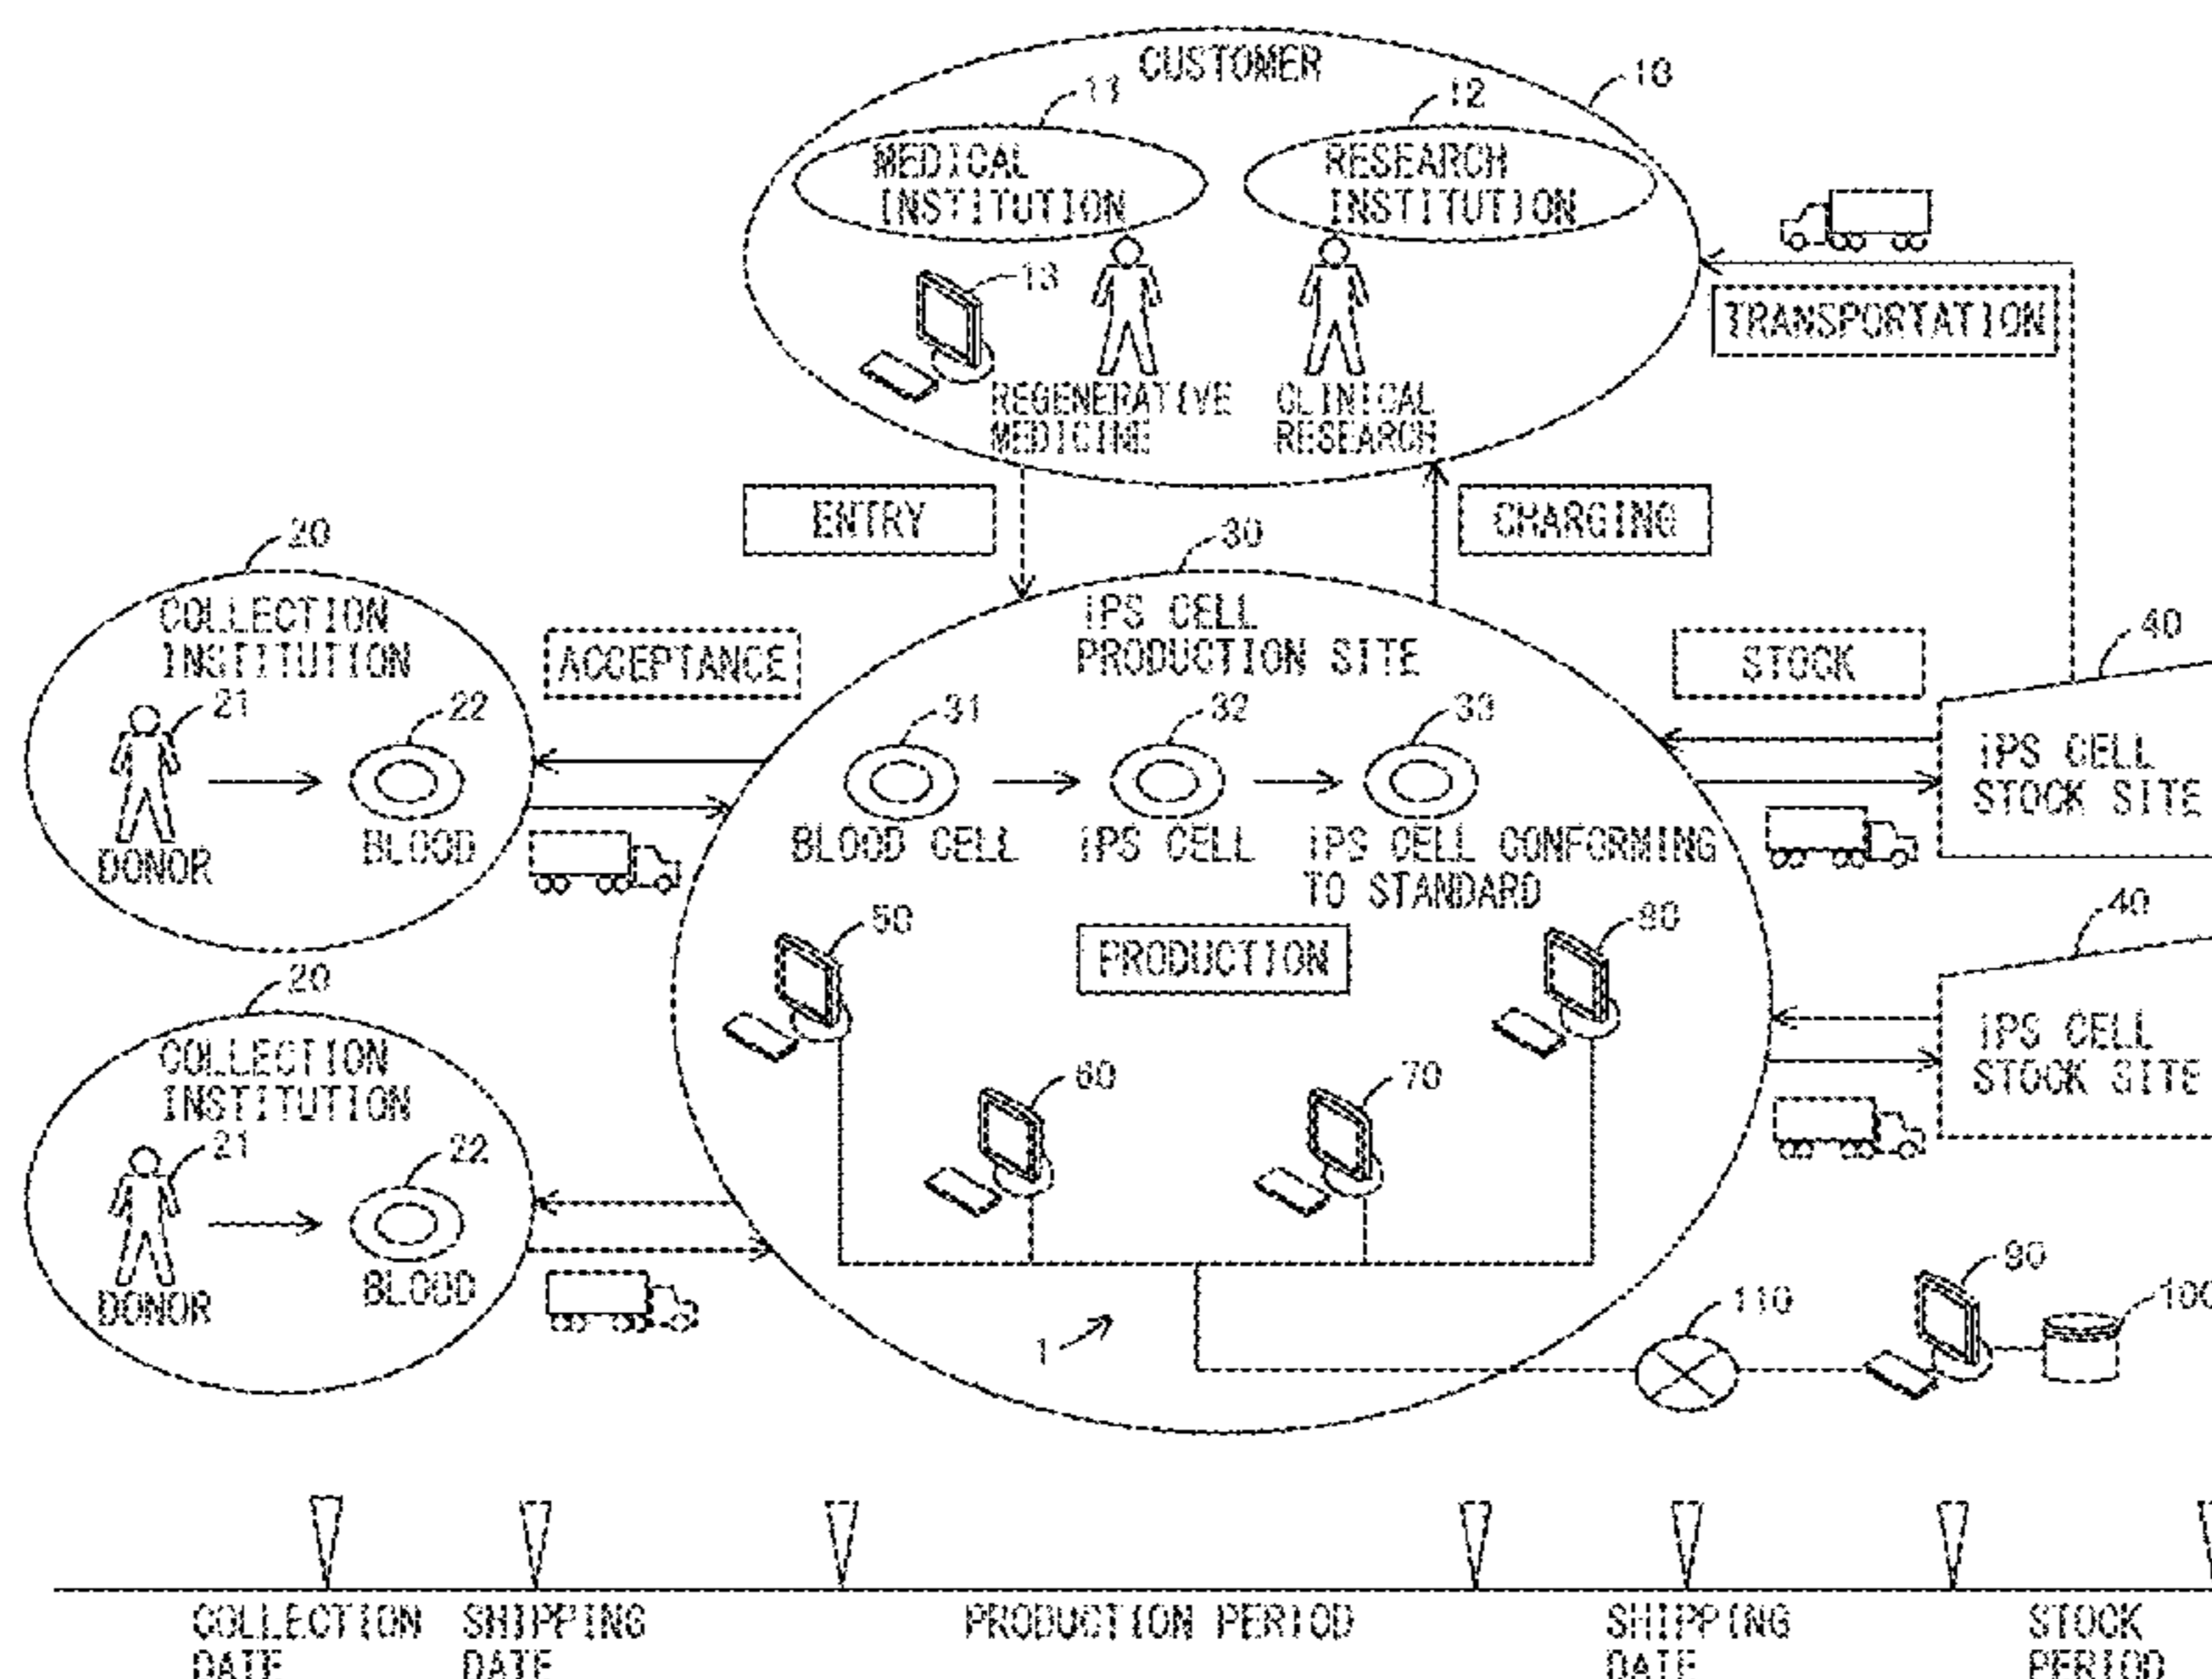 CUSTOMER
10
11
12
MEDICAL
INSTITUTION
RESEARCH
INSTITUTION
13
REGENERATIVE
MEDICINE
CLINICAL
RESEARCH
TRANSPORTATION
ENTRY
CHARGING
20
COLLECTION
INSTITUTION
21
22
DONOR
BLOOD
ACCEPTANCE
30
iPS CELL
PRODUCTION SITE
31
32
33
BLOOD CELL
iPS CELL
iPS CELL CONFORMING
TO STANDARD
STOCK
40
iPS CELL
STOCK SITE
20
COLLECTION
INSTITUTION
21
22
DONOR
BLOOD
50
PRODUCTION
60
70
40
iPS CELL
STOCK SITE
1
110
90
100
COLLECTION
DATE
SHIPPING
DATE
PRODUCTION PERIOD
SHIPPING
DATE
STOCK
PERIOD